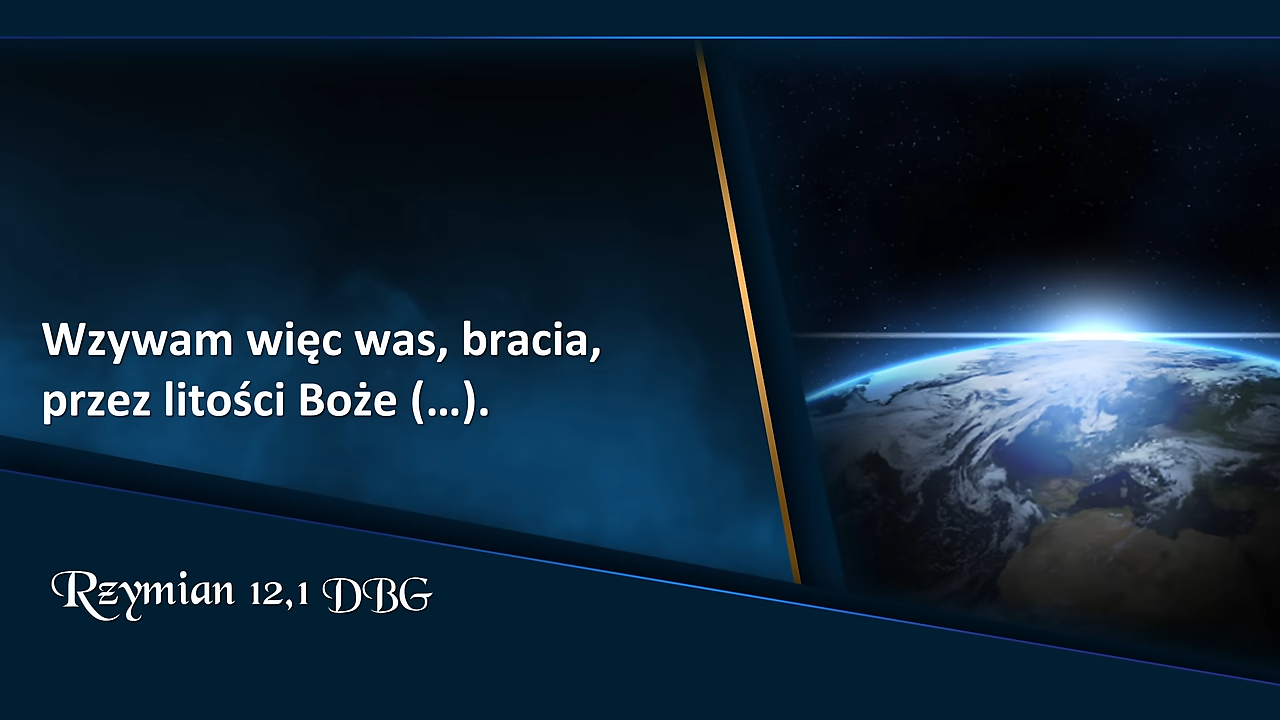 Wzywam więc was, bracia,
przez litości Boże (...).
Rzymian 12,1 DBG